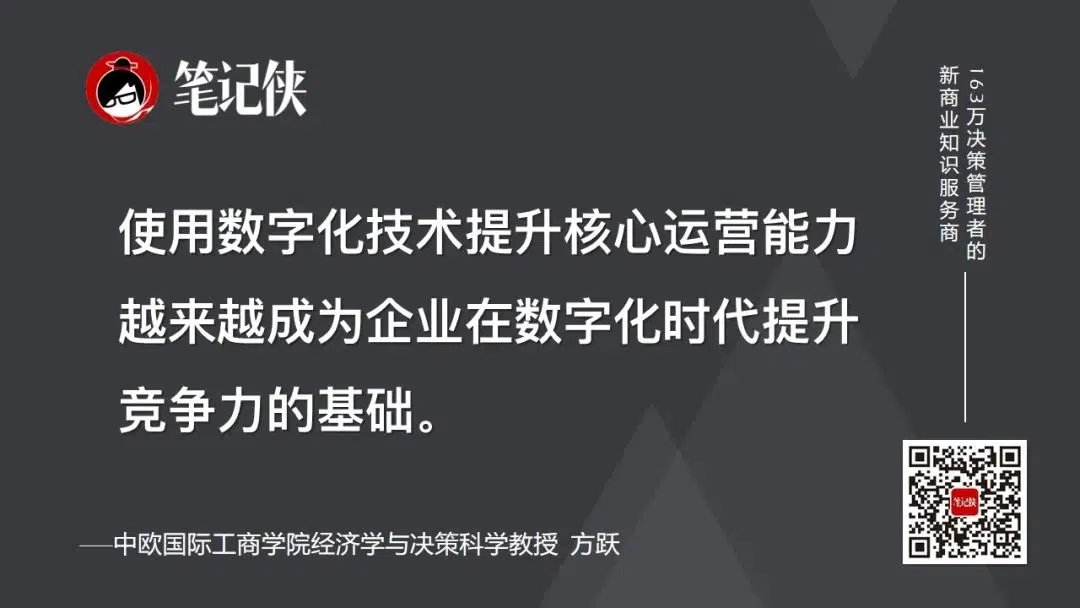 笔记侠
163万决策管理者的
新商业知识服务商
使用数字化技术提升核心运营能力
越来越成为企业在数字化时代提升
竞争力的基础。
——中欧国际工商学院经济学与决策科学教授 方跃
笔记侠